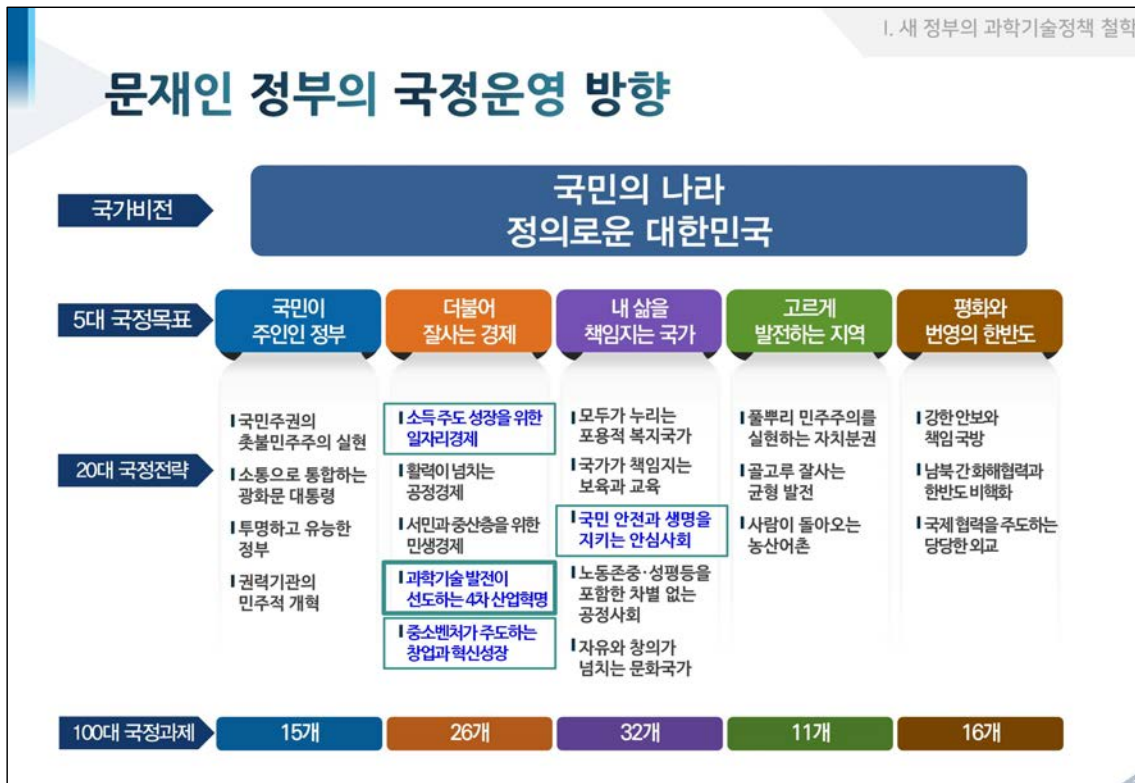 I. 새 정부의 과학기술정책 철학
문재인 정부의 국정운영 방향
국가비전
국민의 나라
정의로운 대한민국
5대 국정목표
국민이
주인인 정부
더불어
잘사는 경제
내 삶을
책임지는 국가
고르게
발전하는 지역
평화와
번영의 한반도
20대 국정전략
국민주권의
촛불민주주의 실현
소통으로 통합하는
광화문 대통령
투명하고 유능한
정부
권력기관의
민주적 개혁
소득 주도 성장을 위한
일자리경제
활력이 넘치는
공정경제
서민과 중산층을 위한
민생경제
과학기술 발전이
선도하는 4차 산업혁명
중소벤처가 주도하는
창업과 혁신성장
모두가 누리는
포용적 복지국가
국가가 책임지는
보육과 교육
국민 안전과 생명을
지키는 안심사회
노동존중·성평등을
포함한 차별 없는
공정사회
자유와 창의가
넘치는 문화국가
풀뿌리 민주주의를
실현하는 자치분권
골고루 잘사는
균형 발전
사람이 돌아오는
농산어촌
강한 안보와
책임 국방
남북 간 화해협력과
한반도 비핵화
국제 협력을 주도하는
당당한 외교
100대 국정과제
15개
26개
32개
11개
16개